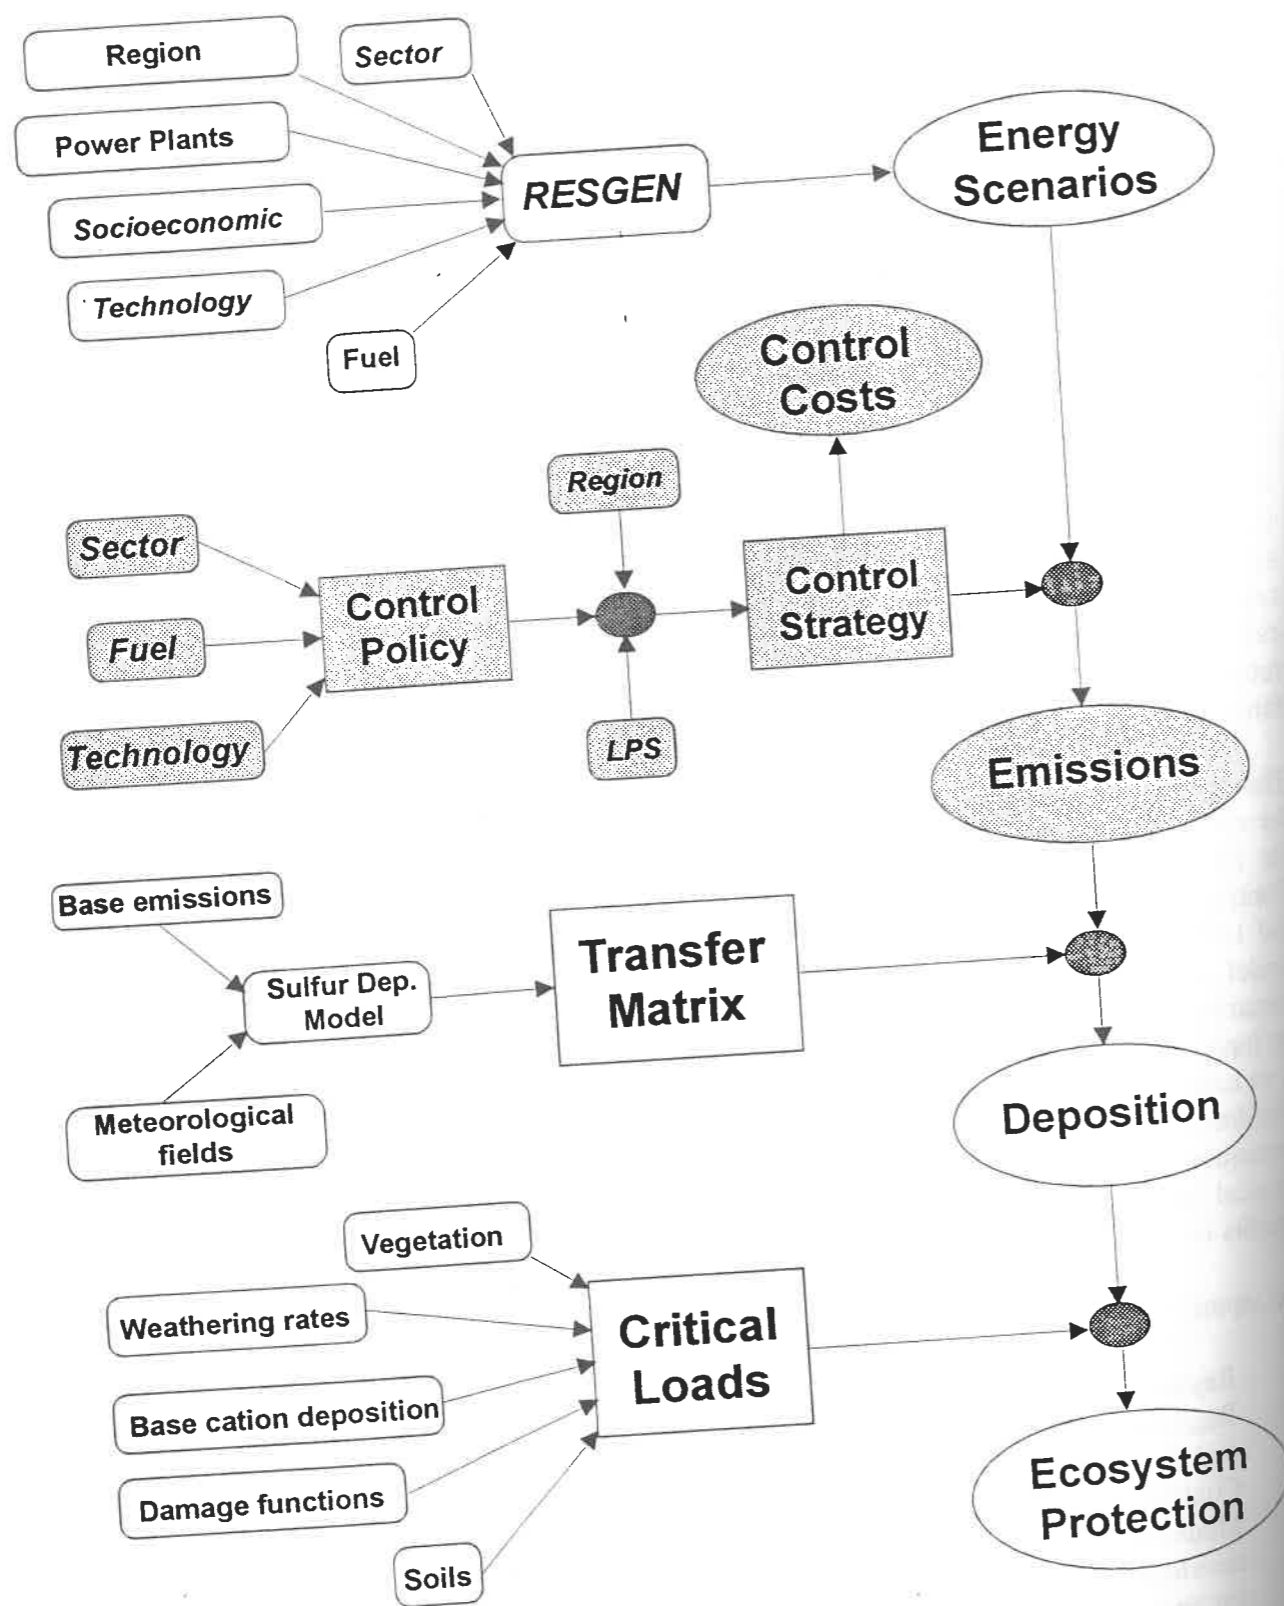 Region
Sector
Power Plants
Socioeconomic
Technology
Fuel
RESGEN
Energy
Scenarios
Control
Costs
Region
Sector
Fuel
Technology
Control
Policy
LPS
Control
Strategy
Emissions
Base emissions
Sulfur Dep.
Model
Meteorological
fields
Transfer
Matrix
Deposition
Vegetation
Weathering rates
Base cation deposition
Damage functions
Soils
Critical
Loads
Ecosystem
Protection